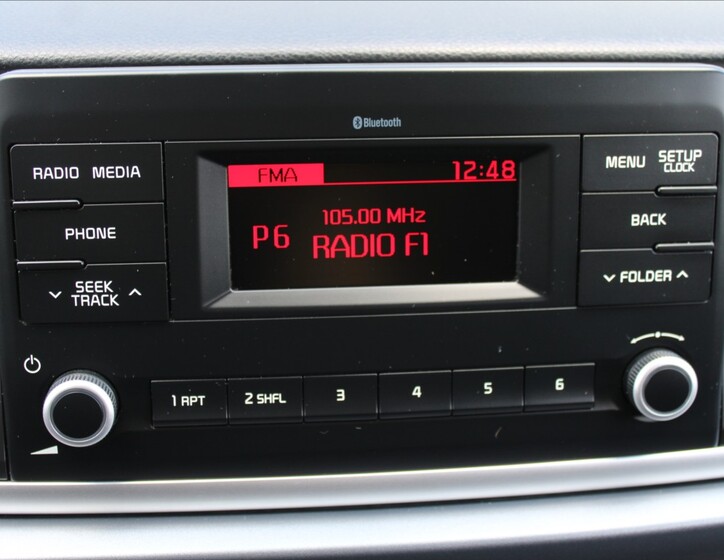 Bluetooth
RADIO MEDIA
PHONE
SEEK
TRACK
FMA 12:48
105.00 MHz
P6 RADIO F1
MENU SETUP
CLOCK
BACK
FOLDER
1 RPT 2 SHFL 3 4 5 6